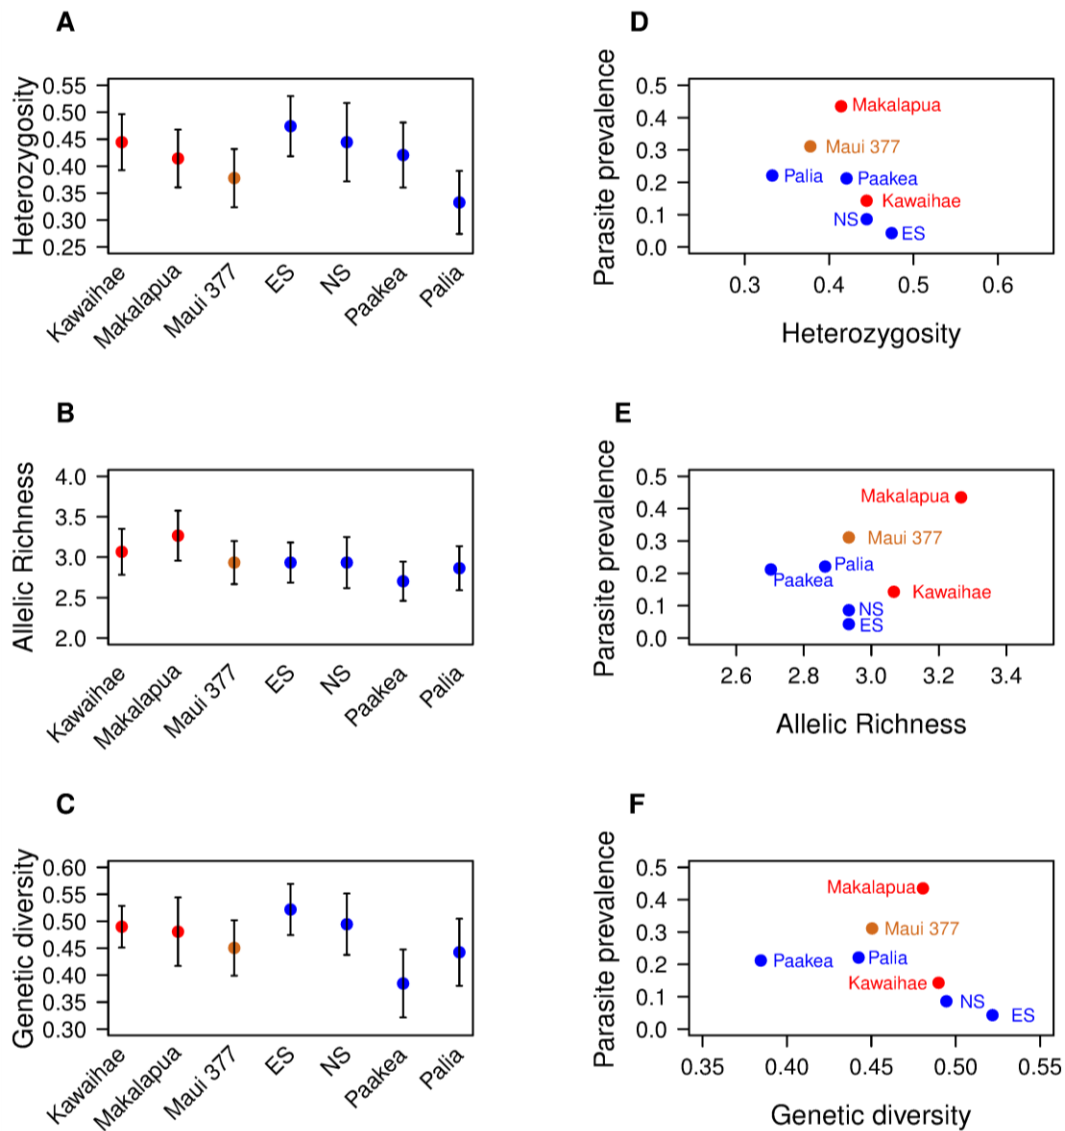 A
Heterozygosity
0.55
0.50
0.45
0.40
0.35
0.30
0.25
Kawaihae
Makalapua
Maui 377
ES
NS
Paakea
Palia
D
Parasite prevalence
0.5
0.4
0.3
0.2
0.1
0.0
Makalapua
Maui 377
Palia
Paakea
Kawaihae
NS
ES
0.3
0.4
0.5
0.6
Heterozygosity
B
Allelic Richness
4.0
3.5
3.0
2.5
2.0
Kawaihae
Makalapua
Maui 377
ES
NS
Paakea
Palia
E
Parasite prevalence
0.5
0.4
0.3
0.2
0.1
0.0
Makalapua
Maui 377
Palia
Paakea
Kawaihae
NS
ES
2.6
2.8
3.0
3.2
3.4
Allelic Richness
C
Genetic diversity
0.60
0.55
0.50
0.45
0.40
0.35
0.30
Kawaihae
Makalapua
Maui 377
ES
NS
Paakea
Palia
F
Parasite prevalence
0.5
0.4
0.3
0.2
0.1
0.0
Makalapua
Maui 377
Paakea
Palia
Kawaihae
NS
ES
0.35
0.40
0.45
0.50
0.55
Genetic diversity